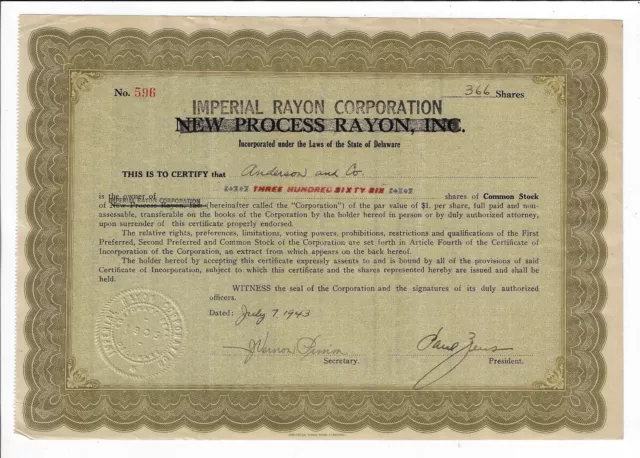 No. 596
366 Shares
IMPERIAL RAYON CORPORATION
NEW PROCESS RAYON, INC.
Incorporated under the Laws of the State of Delaware
THIS IS TO CERTIFY that Anderson and Co.
is the owner of THREE HUNDRED SIXTY SIX shares of Common Stock
IMPERIAL RAYON CORPORATION
of New Process Rayon, Inc. (hereinafter called the "Corporation") of the par value of $1. per share, full paid and non-
assessable, transferable on the books of the Corporation by the holder hereof in person or by duly authorized attorney,
upon surrender of this certificate properly endorsed.
The relative rights, preferences, limitations, voting powers, prohibitions, restrictions and qualifications of the First
Preferred, Second Preferred and Common Stock of the Corporation are set forth in Article Fourth of the Certificate of
Incorporation of the Corporation, an extract from which appears on the back hereof.
The holder hereof by accepting this certificate expressly assents to and is bound by all of the provisions of said
Certificate of Incorporation, subject to which this certificate and the shares represented hereby are issued and shall be
held.
WITNESS the seal of the Corporation and the signatures of its duly authorized
officers.
Dated: July 7, 1943
Secretary.
Paul
President.